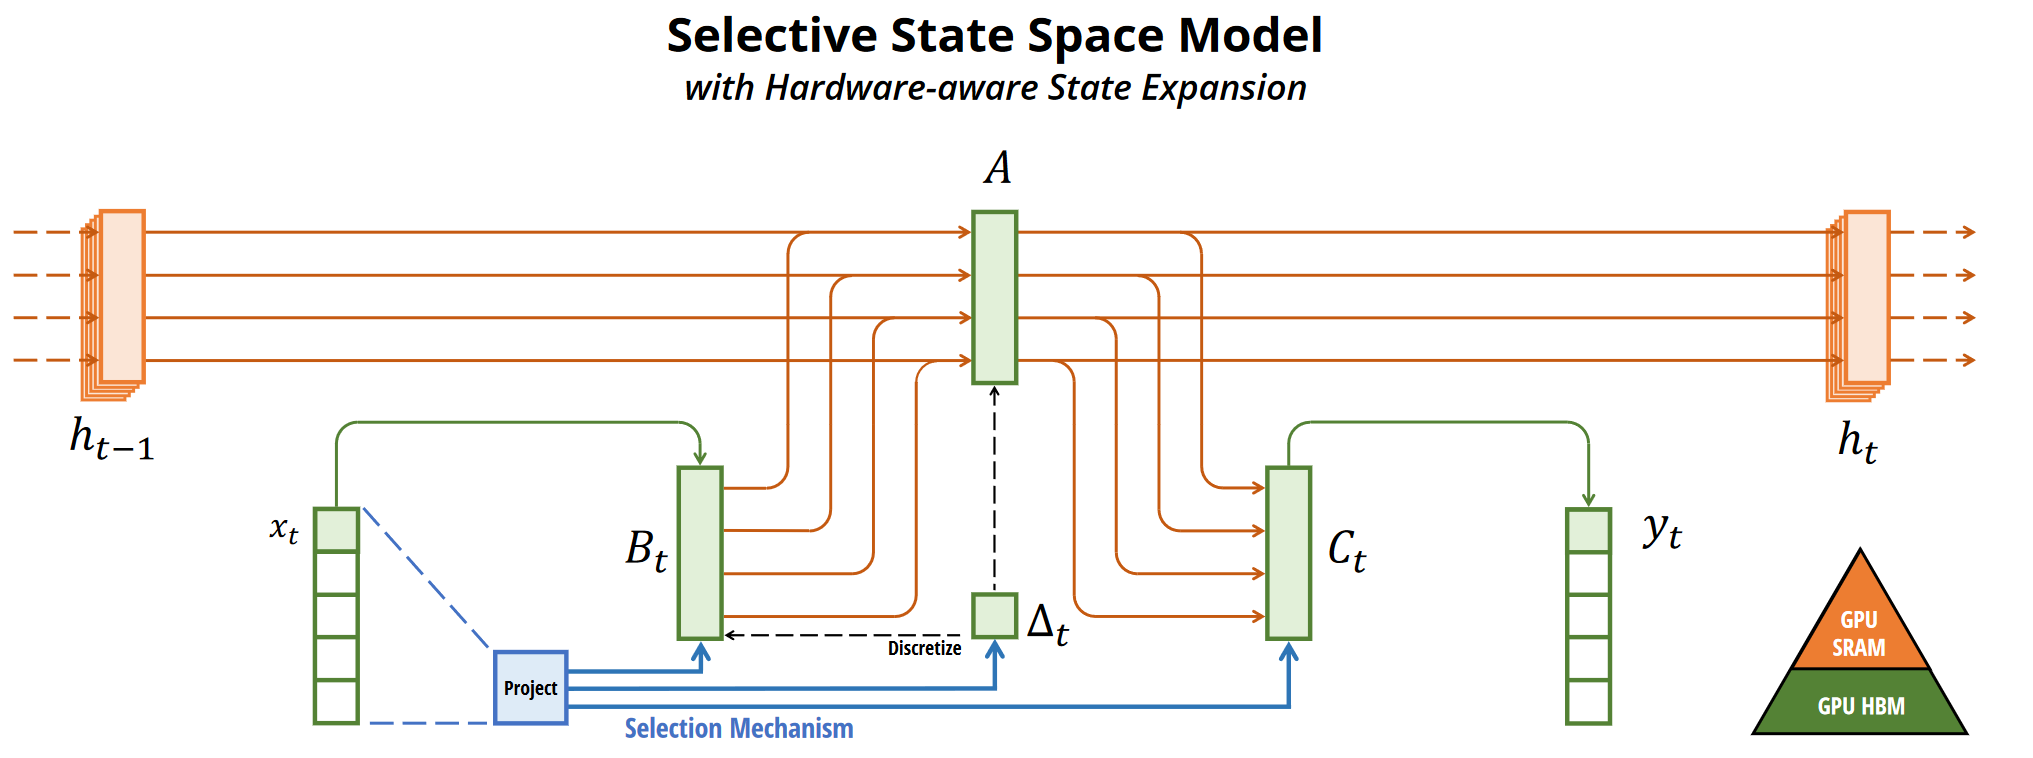 Selective State Space Model
with Hardware-aware State Expansion
A
h_{t-1}
h_t
x_t
B_t
C_t
y_t
Δ_t
Discretize
Project
Selection Mechanism
GPU
SRAM
GPU HBM